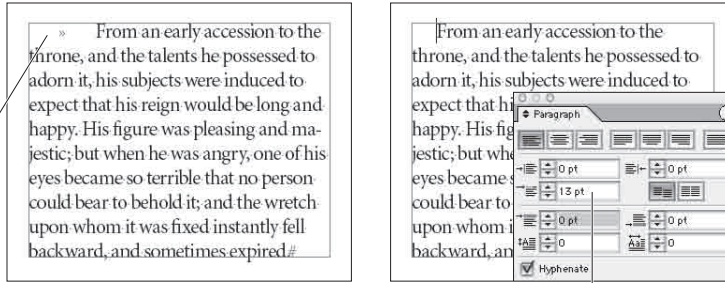 » From an early accession to the
throne, and the talents he possessed to
adorn it, his subjects were induced to
expect that his reign would be long and
happy. His figure was pleasing and ma-
jestic; but when he was angry, one of his
eyes became so terrible that no person
could bear to behold it; and the wretch
upon whom it was fixed instantly fell
backward, and sometimes expired#
From an early accession to the
throne, and the talents he possessed to
adorn it, his subjects were induced to
expect that hi
happy. His fig
jestic; but whe
eyes became s
could bear to
upon whom i
backward, an
Paragraph
0 pt
0 pt
13 pt
0 pt
0 pt
0
0
Hyphenate